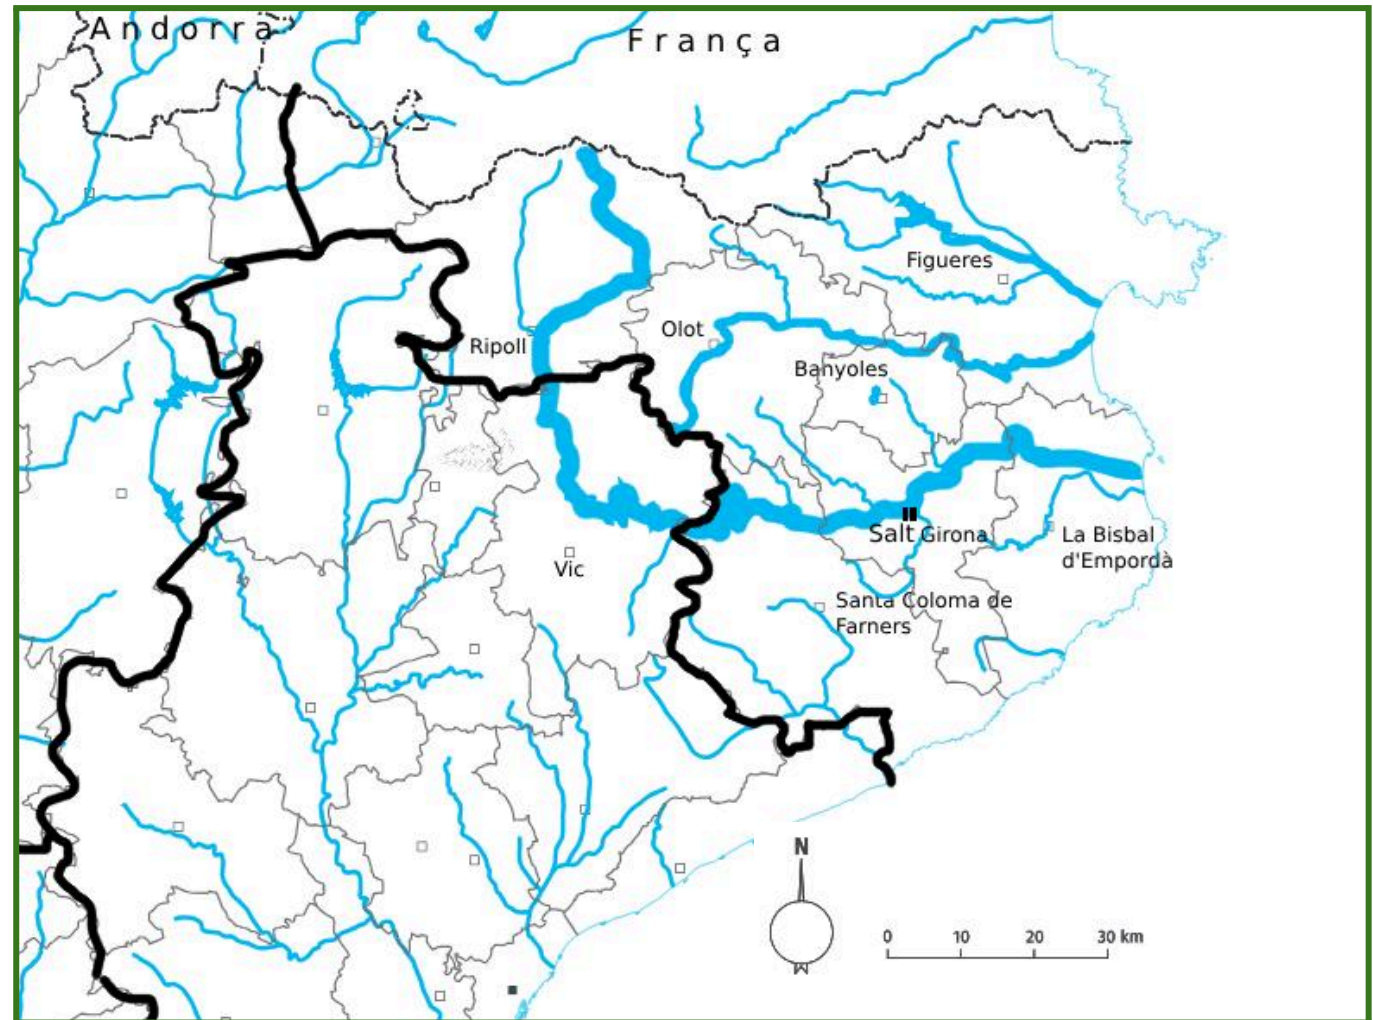 Andorra
França
Figueres
Olot
Ripoll
Banyoles
Salt Girona
La Bisbal
d'Empordà
Vic
Santa Coloma de
Farners
N
0 10 20 30 km